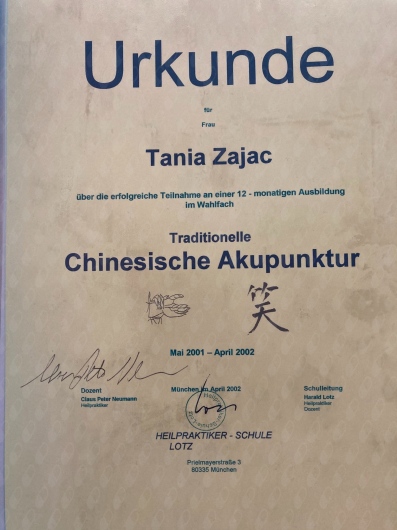 Urkunde
für
Frau
Tania Zajac
über die erfolgreiche Teilnahme an einer 12 - monatigen Ausbildung
im Wahlfach
Traditionelle
Chinesische Akupunktur
笑
Mai 2001 – April 2002
Dozent
Claus Peter Neumann
Heilpraktiker
München im April 2002
Schulleitung
Harald Lotz
Heilpraktiker
Dozent
HEILPRAKTIKER - SCHULE
LOTZ
Prielmayerstraße 3
80335 München